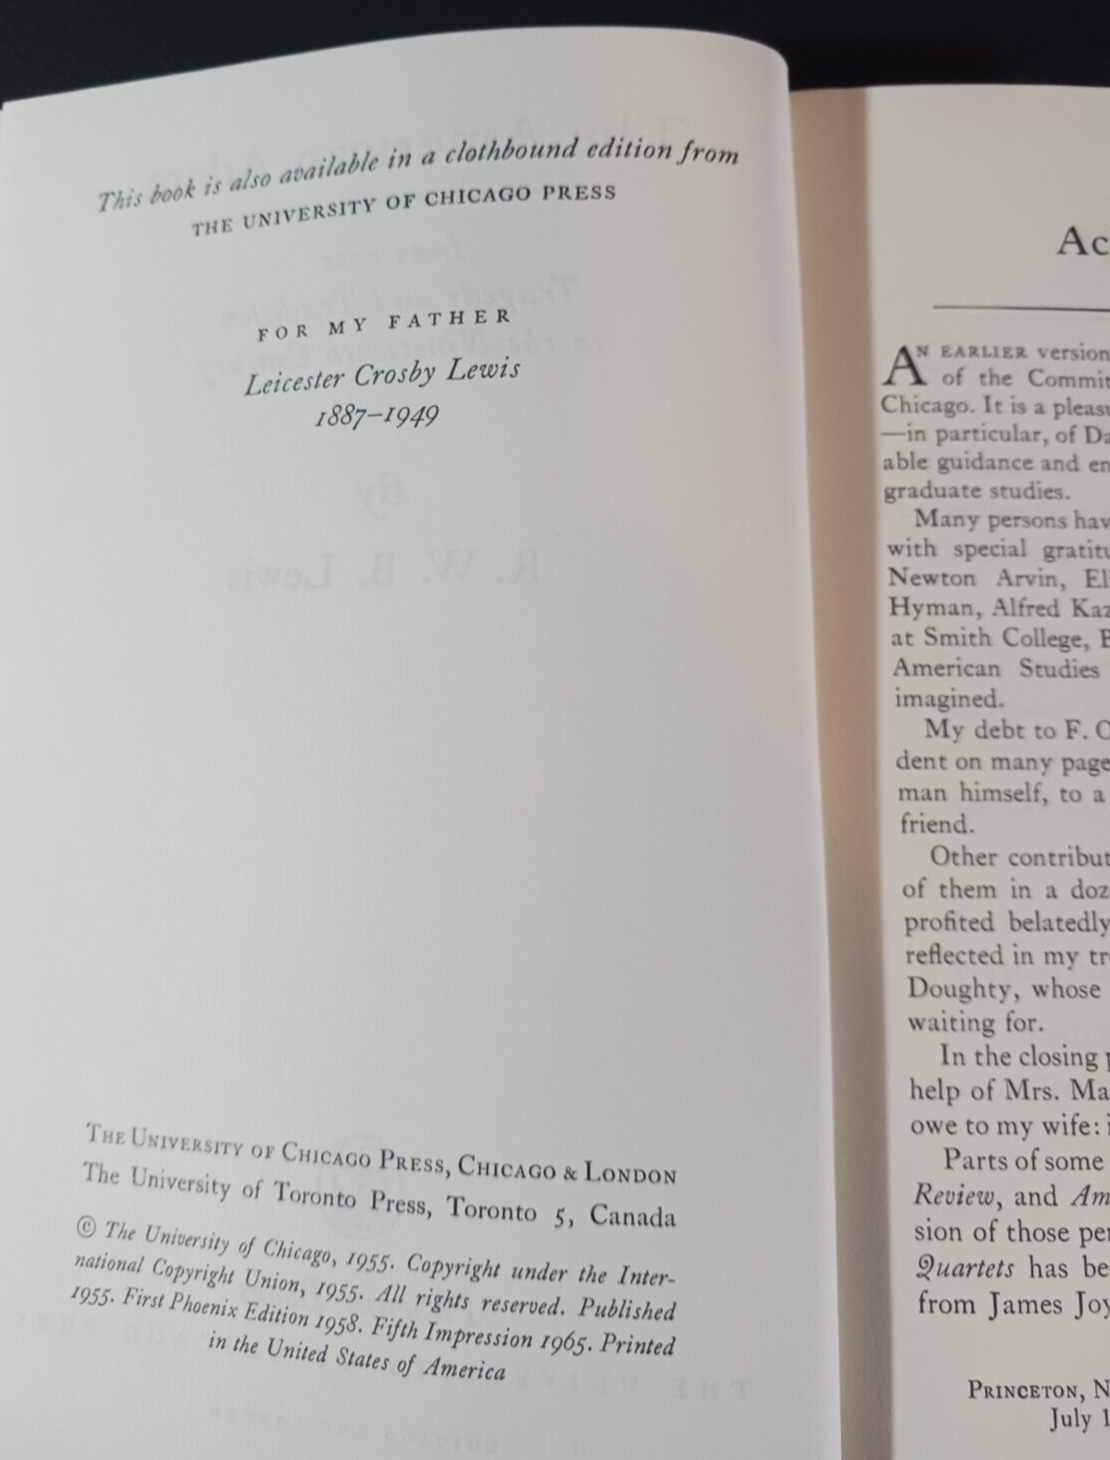 This book is also available in a clothbound edition from
THE UNIVERSITY OF CHICAGO PRESS
FOR MY FATHER
Leicester Crosby Lewis
1887–1949
By
R. W. B. Lewis
THE UNIVERSITY OF CHICAGO PRESS, CHICAGO & LONDON
The University of Toronto Press, Toronto 5, Canada
© The University of Chicago, 1955. Copyright under the Inter-
national Copyright Union, 1955. All rights reserved. Published
1955. First Phoenix Edition 1958. Fifth Impression 1965. Printed
in the United States of America
AN EARLIER version
of the
Chicago. It is a
—in particular, of
able guidance and
graduate studies.
Many persons
with special
Newton Arvin,
Hyman, Alfred
at Smith College,
American Studies
imagined.
My debt to F.
dent on many
man himself, to a
friend.
Other
of them in a
profited belatedly
reflected in my
Doughty, whose
waiting for.
In the closing
help of Mrs.
owe to my wife:
Parts of some
Review, and
sion of those
Quartets has
from James
PRINCETON,
July